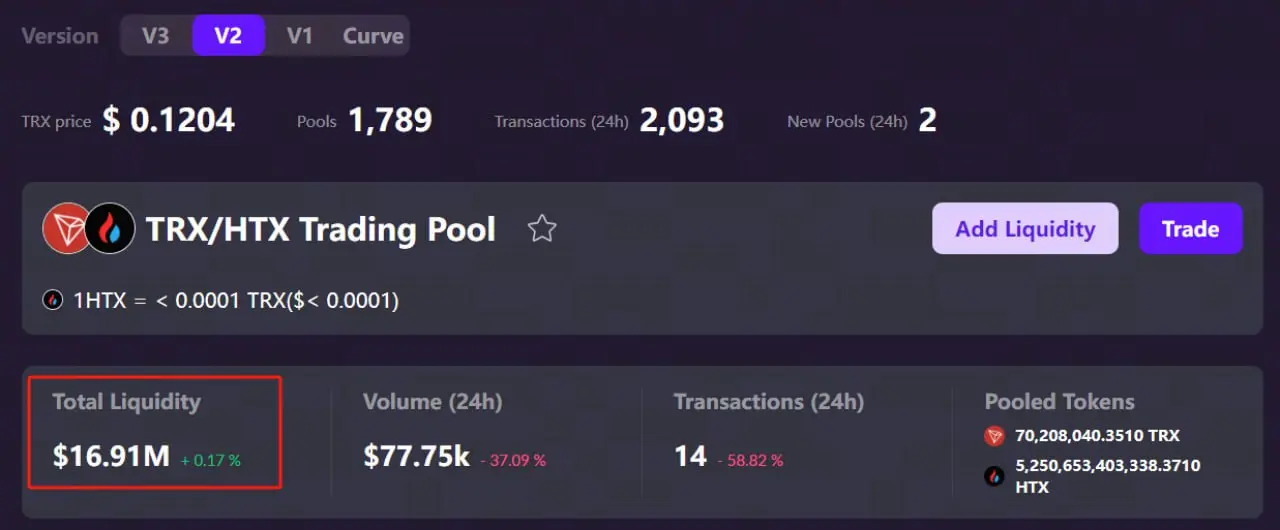 Version V3 V2 V1 Curve
TRX price $ 0.1204 Pools 1,789 Transactions (24h) 2,093 New Pools (24h) 2
TRX/HTX Trading Pool Add Liquidity Trade
1HTX = < 0.0001 TRX($< 0.0001)
Total Liquidity Volume (24h) Transactions (24h) Pooled Tokens
70,208,040.3510 TRX
$16.91M + 0.17 % $77.75k - 37.09 % 14 - 58.82 %
5,250,653,403,338.3710
HTX